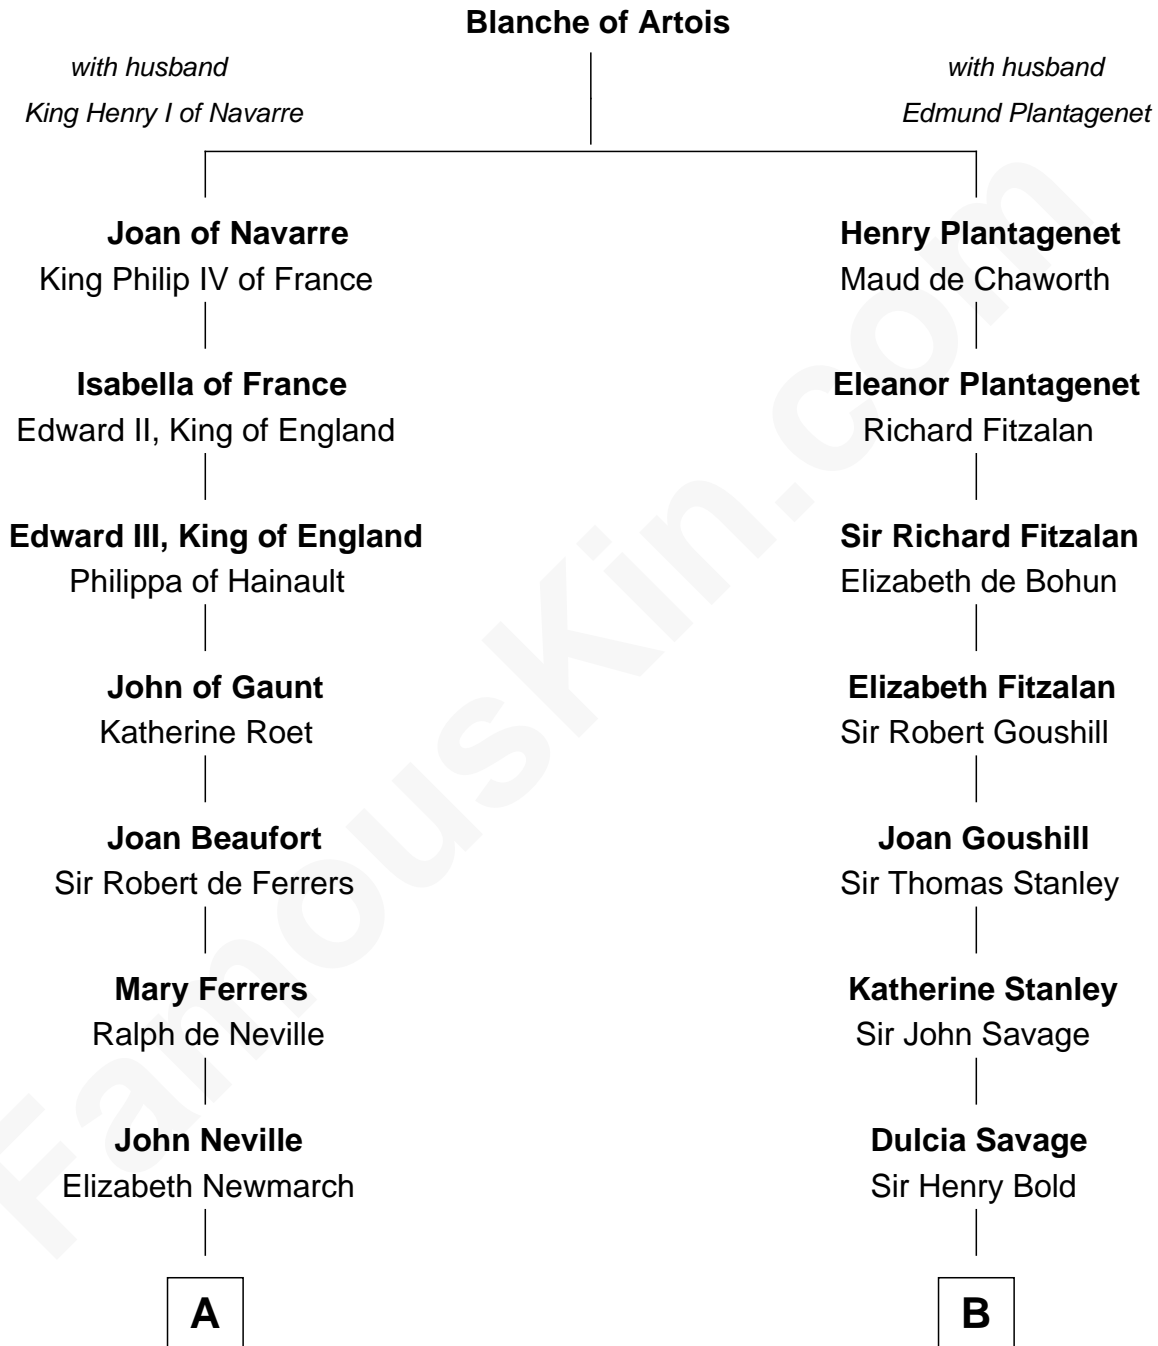 Blanche of Artois
with husband
King Henry I of Navarre
with husband
Edmund Plantagenet
Joan of Navarre
King Philip IV of France
Henry Plantagenet
Maud de Chaworth
Isabella of France
Edward II, King of England
Eleanor Plantagenet
Richard Fitzalan
Edward III, King of England
Philippa of Hainault
Sir Richard Fitzalan
Elizabeth de Bohun
John of Gaunt
Katherine Roet
Elizabeth Fitzalan
Sir Robert Goushill
Joan Beaufort
Sir Robert de Ferrers
Joan Goushill
Sir Thomas Stanley
Mary Ferrers
Ralph de Neville
Katherine Stanley
Sir John Savage
John Neville
Elizabeth Newmarch
Dulcia Savage
Sir Henry Bold
A
B
FamousKin.com